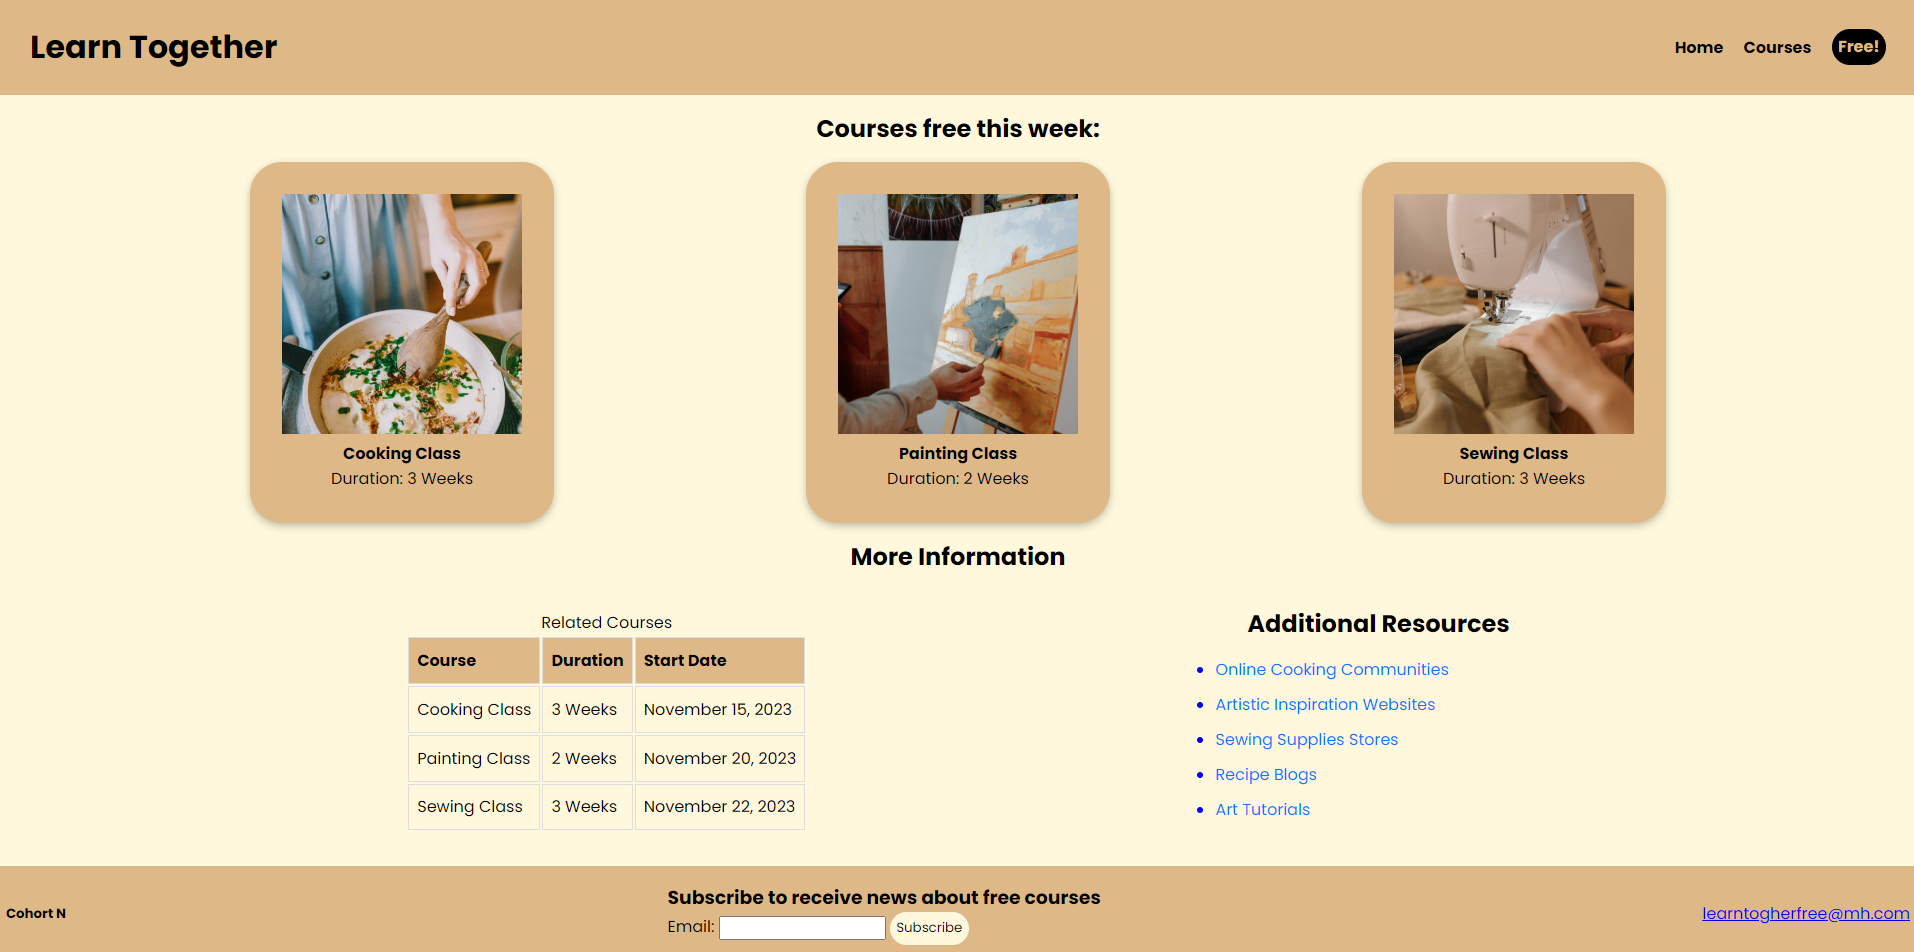 Learn Together
Home Courses Free!
Courses free this week:
Cooking Class
Duration: 3 Weeks
Painting Class
Duration: 2 Weeks
Sewing Class
Duration: 3 Weeks
More Information
Related Courses
Course Duration Start Date
Cooking Class 3 Weeks November 15, 2023
Painting Class 2 Weeks November 20, 2023
Sewing Class 3 Weeks November 22, 2023
Additional Resources
Online Cooking Communities
Artistic Inspiration Websites
Sewing Supplies Stores
Recipe Blogs
Art Tutorials
Cohort N
Subscribe to receive news about free courses
Email: Subscribe
learntogherfree@mh.com